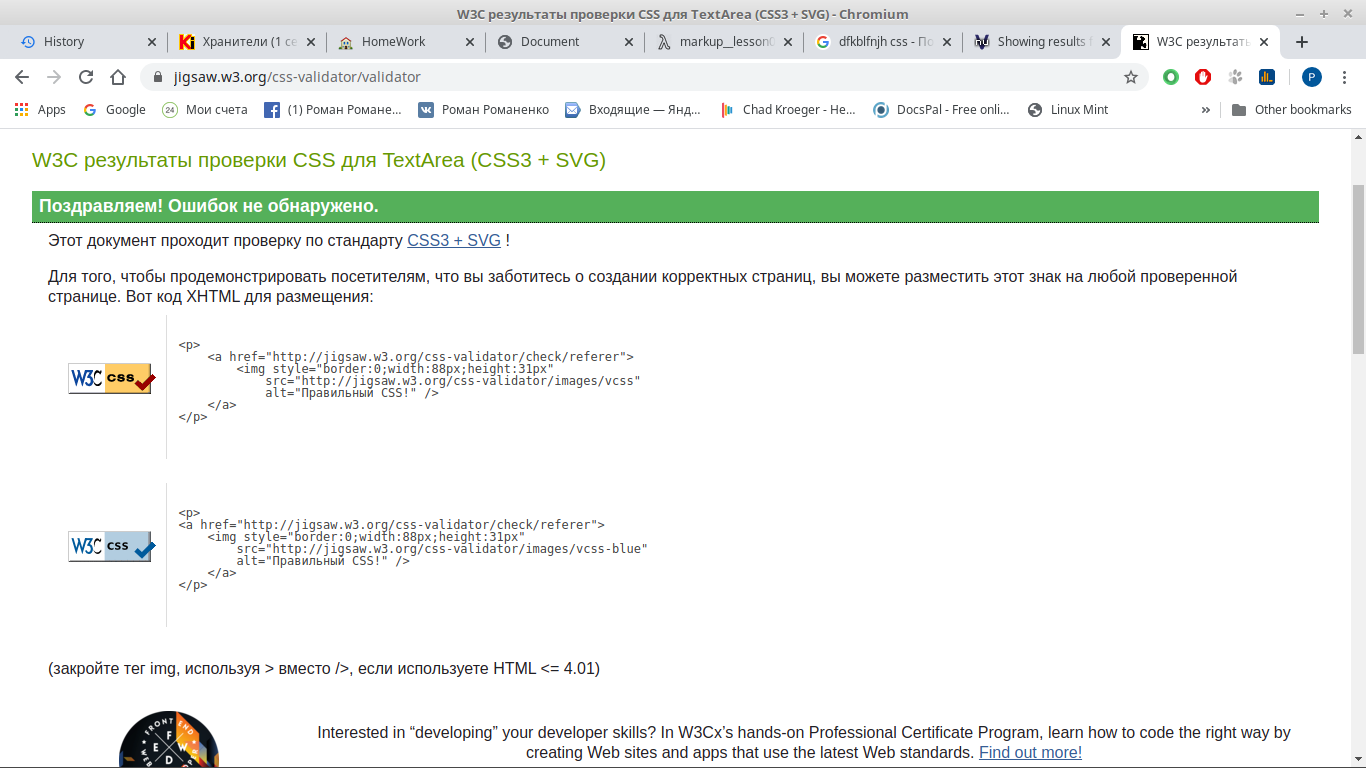 W3C результаты проверки CSS для TextArea (CSS3 + SVG) - Chromium
History
Хранители (1 се
HomeWork
Document
markup__lesson0
dfkblfnjh css - По
Showing results f
W3C результать
jigsaw.w3.org/css-validator/validator
Apps
Google
24
Мои счета
(1) Роман Романе...
Роман Романенко
Входящие — Янд...
Chad Kroeger - He...
DocsPal - Free onli...
Linux Mint
»
Other bookmarks
W3C результаты проверки CSS для TextArea (CSS3 + SVG)
Поздравляем! Ошибок не обнаружено.
Этот документ проходит проверку по стандарту CSS3 + SVG !
Для того, чтобы продемонстрировать посетителям, что вы заботитесь о создании корректных страниц, вы можете разместить этот знак на любой проверенной
странице. Вот код XHTML для размещения:
W3C css
<p>
<a href="http://jigsaw.w3.org/css-validator/check/referer">
<img style="border:0;width:88px;height:31px"
src="http://jigsaw.w3.org/css-validator/images/vcss"
alt="Правильный CSS!" />
</a>
</p>
W3C css
<p>
<a href="http://jigsaw.w3.org/css-validator/check/referer">
<img style="border:0;width:88px;height:31px"
src="http://jigsaw.w3.org/css-validator/images/vcss-blue"
alt="Правильный CSS!" />
</a>
</p>
(закройте тег img, используя > вместо />, если используете HTML <= 4.01)
FRONT END
Interested in “developing” your developer skills? In W3Cx’s hands-on Professional Certificate Program, learn how to code the right way by
creating Web sites and apps that use the latest Web standards. Find out more!